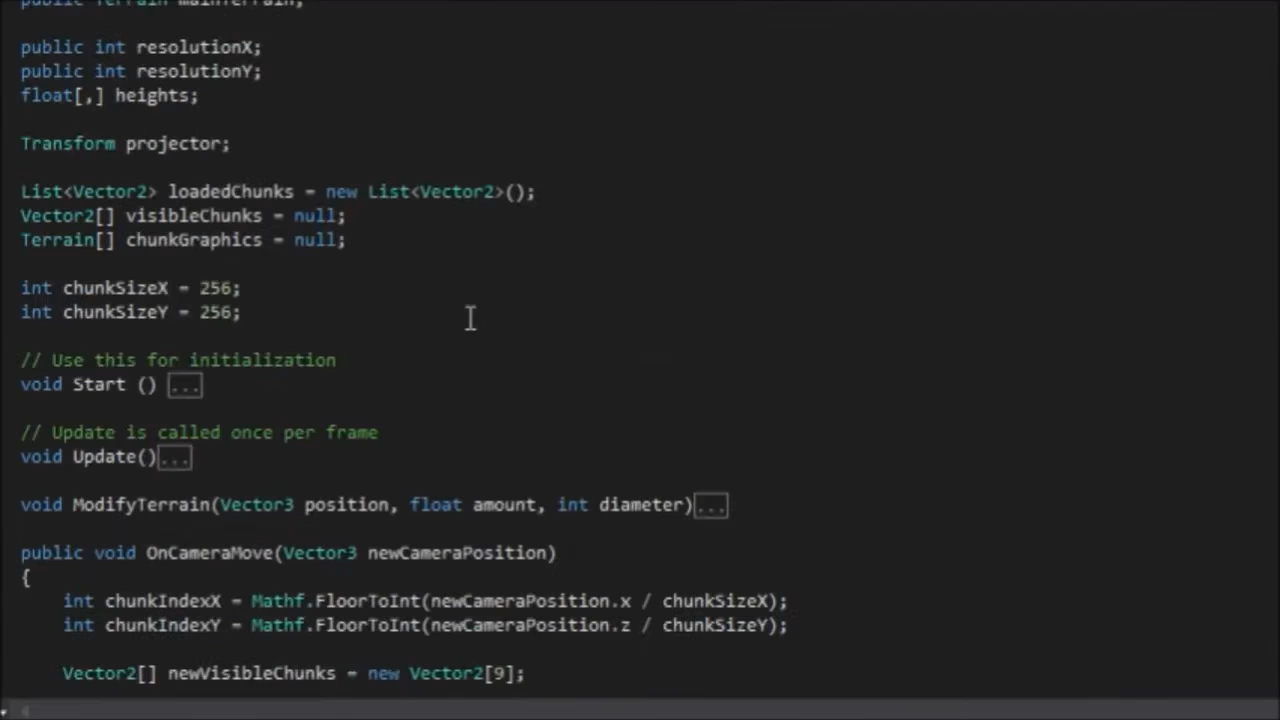 public Terrain mainTerrain;
public int resolutionX;
public int resolutionY;
float[,] heights;
Transform projector;
List<Vector2> loadedChunks = new List<Vector2>();
Vector2[] visibleChunks = null;
Terrain[] chunkGraphics = null;
int chunkSizeX = 256;
int chunkSizeY = 256;
// Use this for initialization
void Start () ...
// Update is called once per frame
void Update()...
void ModifyTerrain(Vector3 position, float amount, int diameter)...
public void OnCameraMove(Vector3 newCameraPosition)
{
int chunkIndexX = Mathf.FloorToInt(newCameraPosition.x / chunkSizeX);
int chunkIndexY = Mathf.FloorToInt(newCameraPosition.z / chunkSizeY);
Vector2[] newVisibleChunks = new Vector2[9];